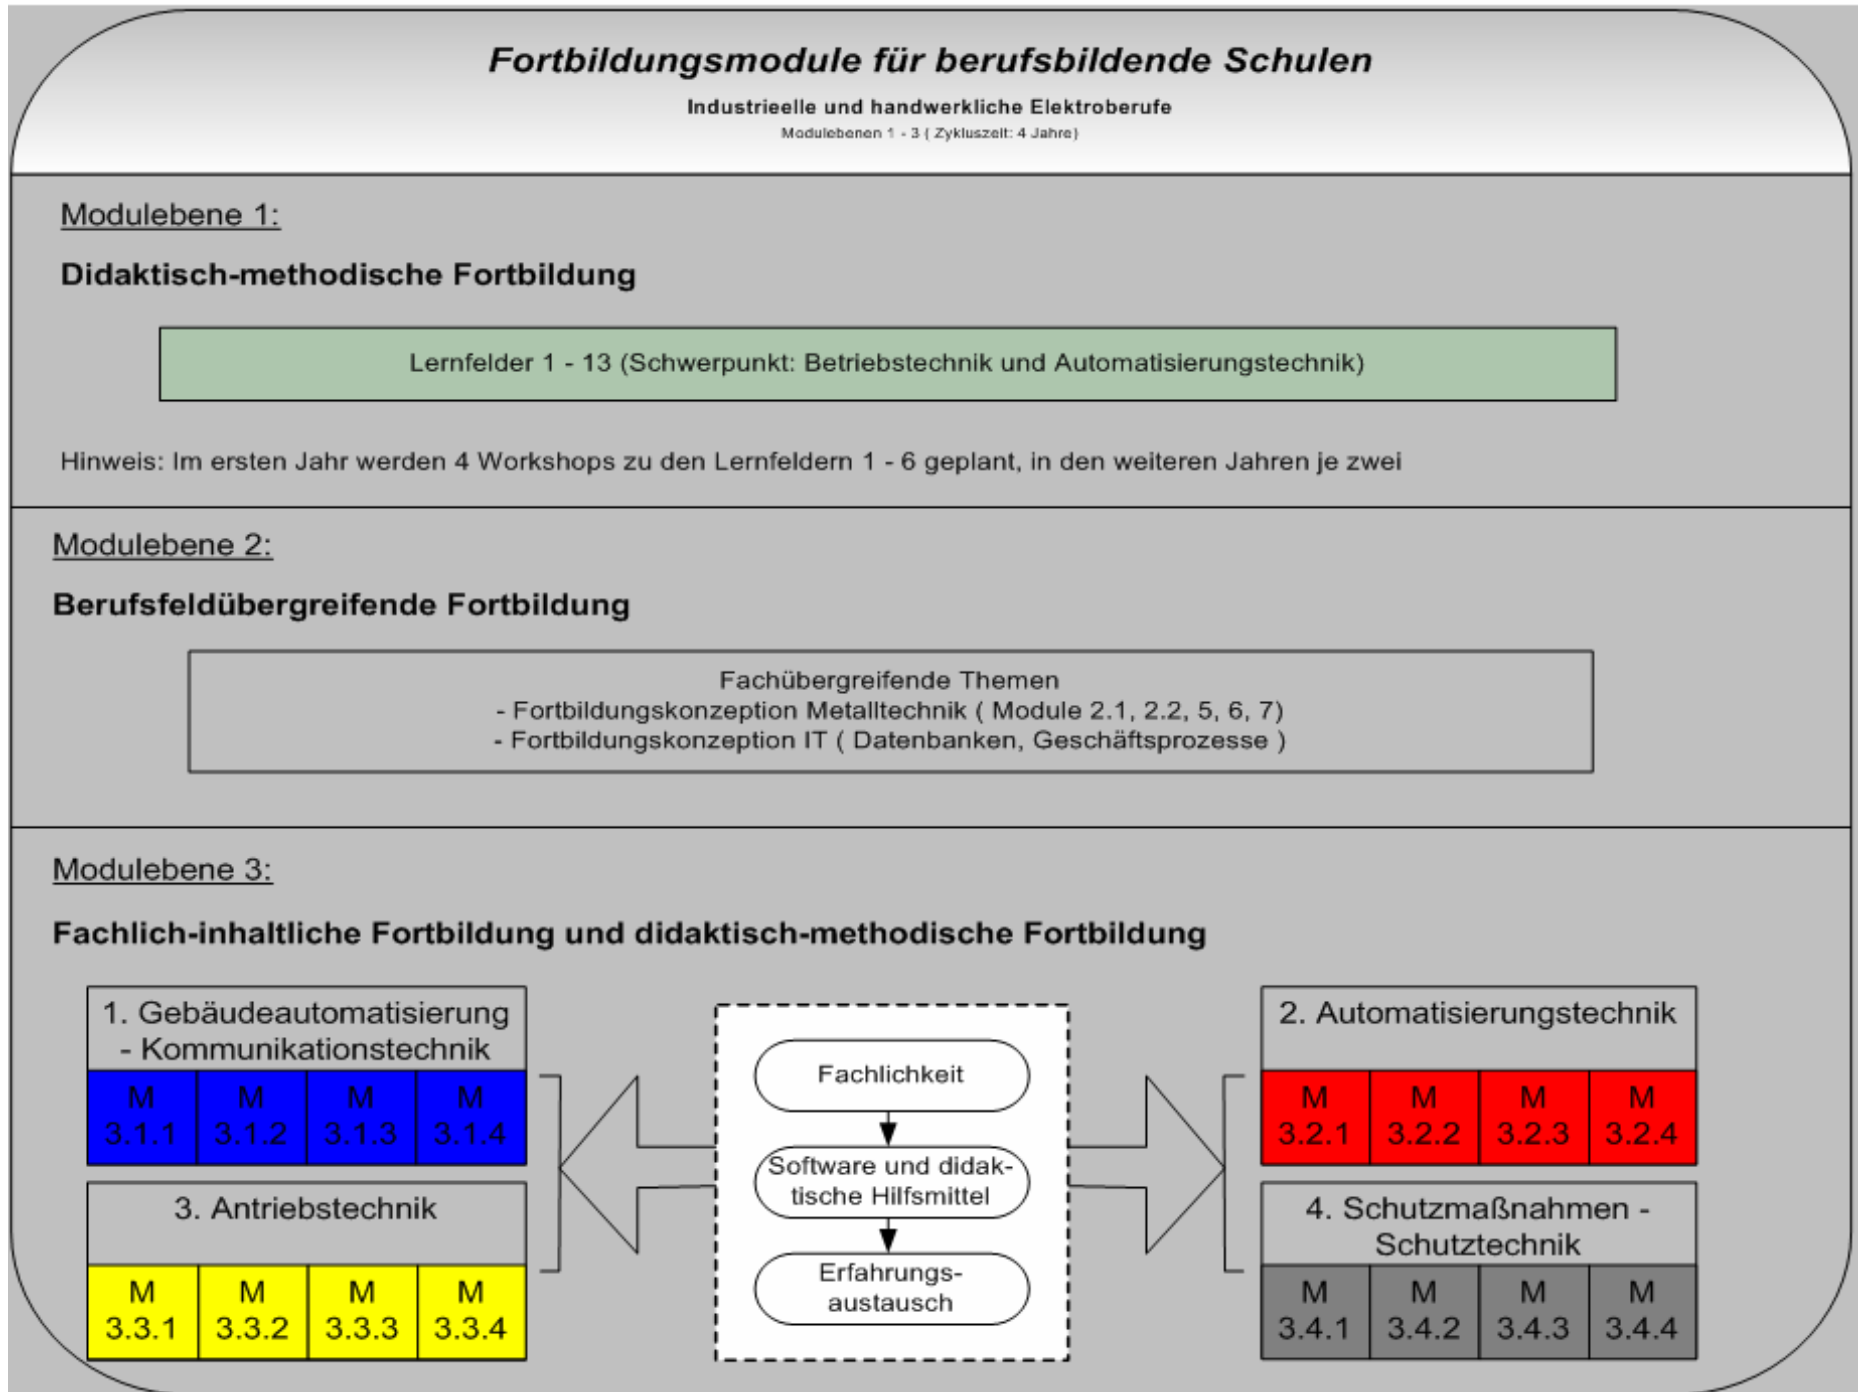 Fortbildungsmodule für berufsbildende Schulen
Industrieelle und handwerkliche Elektroberufe
Modulebenen 1 - 3 ( Zykluszeit: 4 Jahre)
Modulebene 1:
Didaktisch-methodische Fortbildung
Lernfelder 1 - 13 (Schwerpunkt: Betriebstechnik und Automatisierungstechnik)
Hinweis: Im ersten Jahr werden 4 Workshops zu den Lernfeldern 1 - 6 geplant, in den weiteren Jahren je zwei
Modulebene 2:
Berufsfeldübergreifende Fortbildung
Fachübergreifende Themen
- Fortbildungskonzeption Metalltechnik ( Module 2.1, 2.2, 5, 6, 7)
- Fortbildungskonzeption IT ( Datenbanken, Geschäftsprozesse )
Modulebene 3:
Fachlich-inhaltliche Fortbildung und didaktisch-methodische Fortbildung
1. Gebäudeautomatisierung
- Kommunikationstechnik
M M M M
3.1.1 3.1.2 3.1.3 3.1.4
3. Antriebstechnik
M M M M
3.3.1 3.3.2 3.3.3 3.3.4
Fachlichkeit
Software und didak-
tische Hilfsmittel
Erfahrungs-
austausch
2. Automatisierungstechnik
M M M M
3.2.1 3.2.2 3.2.3 3.2.4
4. Schutzmaßnahmen -
Schutztechnik
M M M M
3.4.1 3.4.2 3.4.3 3.4.4